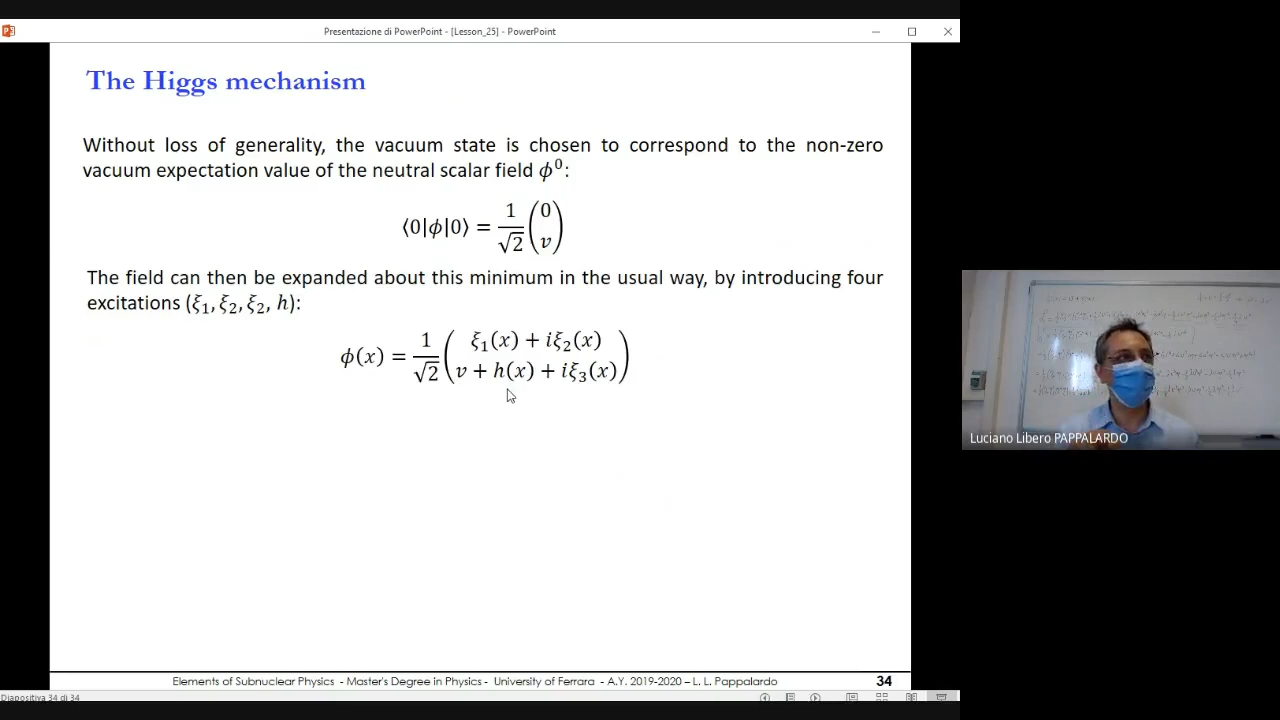 Presentazione di PowerPoint - [Lesson_25] - PowerPoint
The Higgs mechanism
Without loss of generality, the vacuum state is chosen to correspond to the non-zero
vacuum expectation value of the neutral scalar field ϕ⁰:
⟨0|ϕ|0⟩ = 1/√2 (0 v)
The field can then be expanded about this minimum in the usual way, by introducing four
excitations (ξ₁, ξ₂, ξ₂, h):
ϕ(x) = 1/√2 (ξ₁(x) + iξ₂(x) v + h(x) + iξ₃(x))
Luciano Libero PAPPALARDO
Elements of Subnuclear Physics - Master's Degree in Physics - University of Ferrara - A.Y. 2019-2020 – L. L. Pappalardo 34
Diapositiva 34 di 34